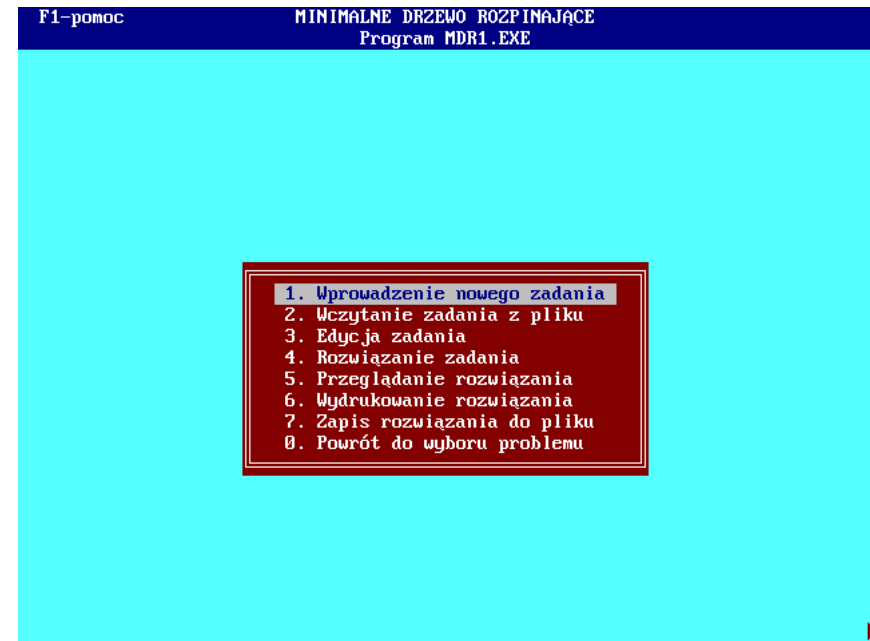 F1-pomoc MINIMALNE DRZEWO ROZPINAJĄCE
Program MDR1.EXE
1. Wprowadzenie nowego zadania
2. Wczytanie zadania z pliku
3. Edycja zadania
4. Rozwiązanie zadania
5. Przeglądanie rozwiązania
6. Wydrukowanie rozwiązania
7. Zapis rozwiązania do pliku
0. Powrót do wyboru problemu